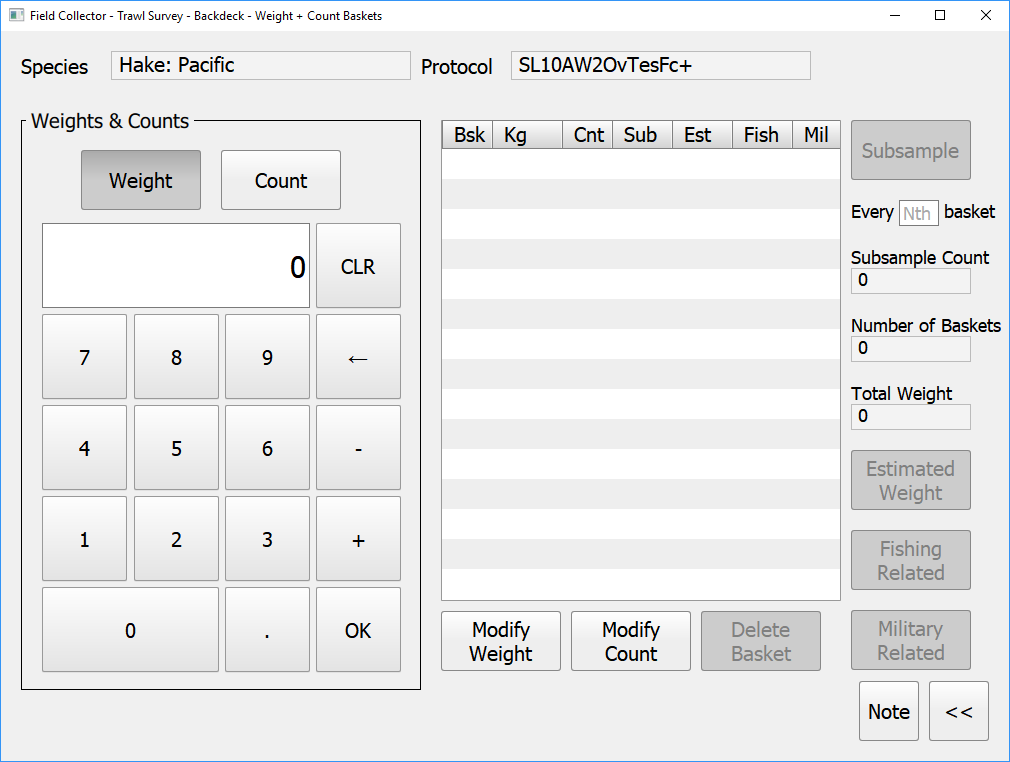 Field Collector - Trawl Survey - Backdeck - Weight + Count Baskets
Species Hake: Pacific Protocol SL10AW2OvTesFc+
Weights & Counts
Weight Count
0 CLR
7 8 9 ←
4 5 6 -
1 2 3 +
0 . OK
Bsk Kg Cnt Sub Est Fish Mil
Modify
Weight
Modify
Count
Delete
Basket
Subsample
Every Nth basket
Subsample Count
0
Number of Baskets
0
Total Weight
0
Estimated
Weight
Fishing
Related
Military
Related
Note <<